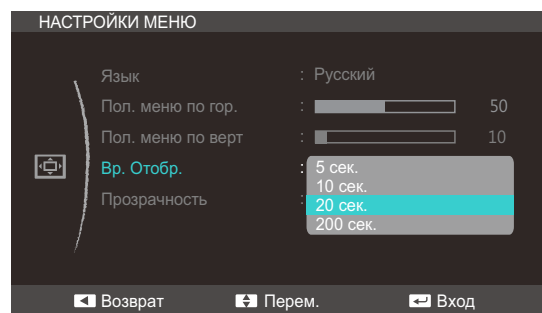 НАСТРОЙКИ МЕНЮ
Язык : Русский
Пол. меню по гор. : 50
Пол. меню по верт : 10
Вр. Отобр. : 5 сек.
10 сек.
Прозрачность : 20 сек.
200 сек.
Возврат Перем. Вход